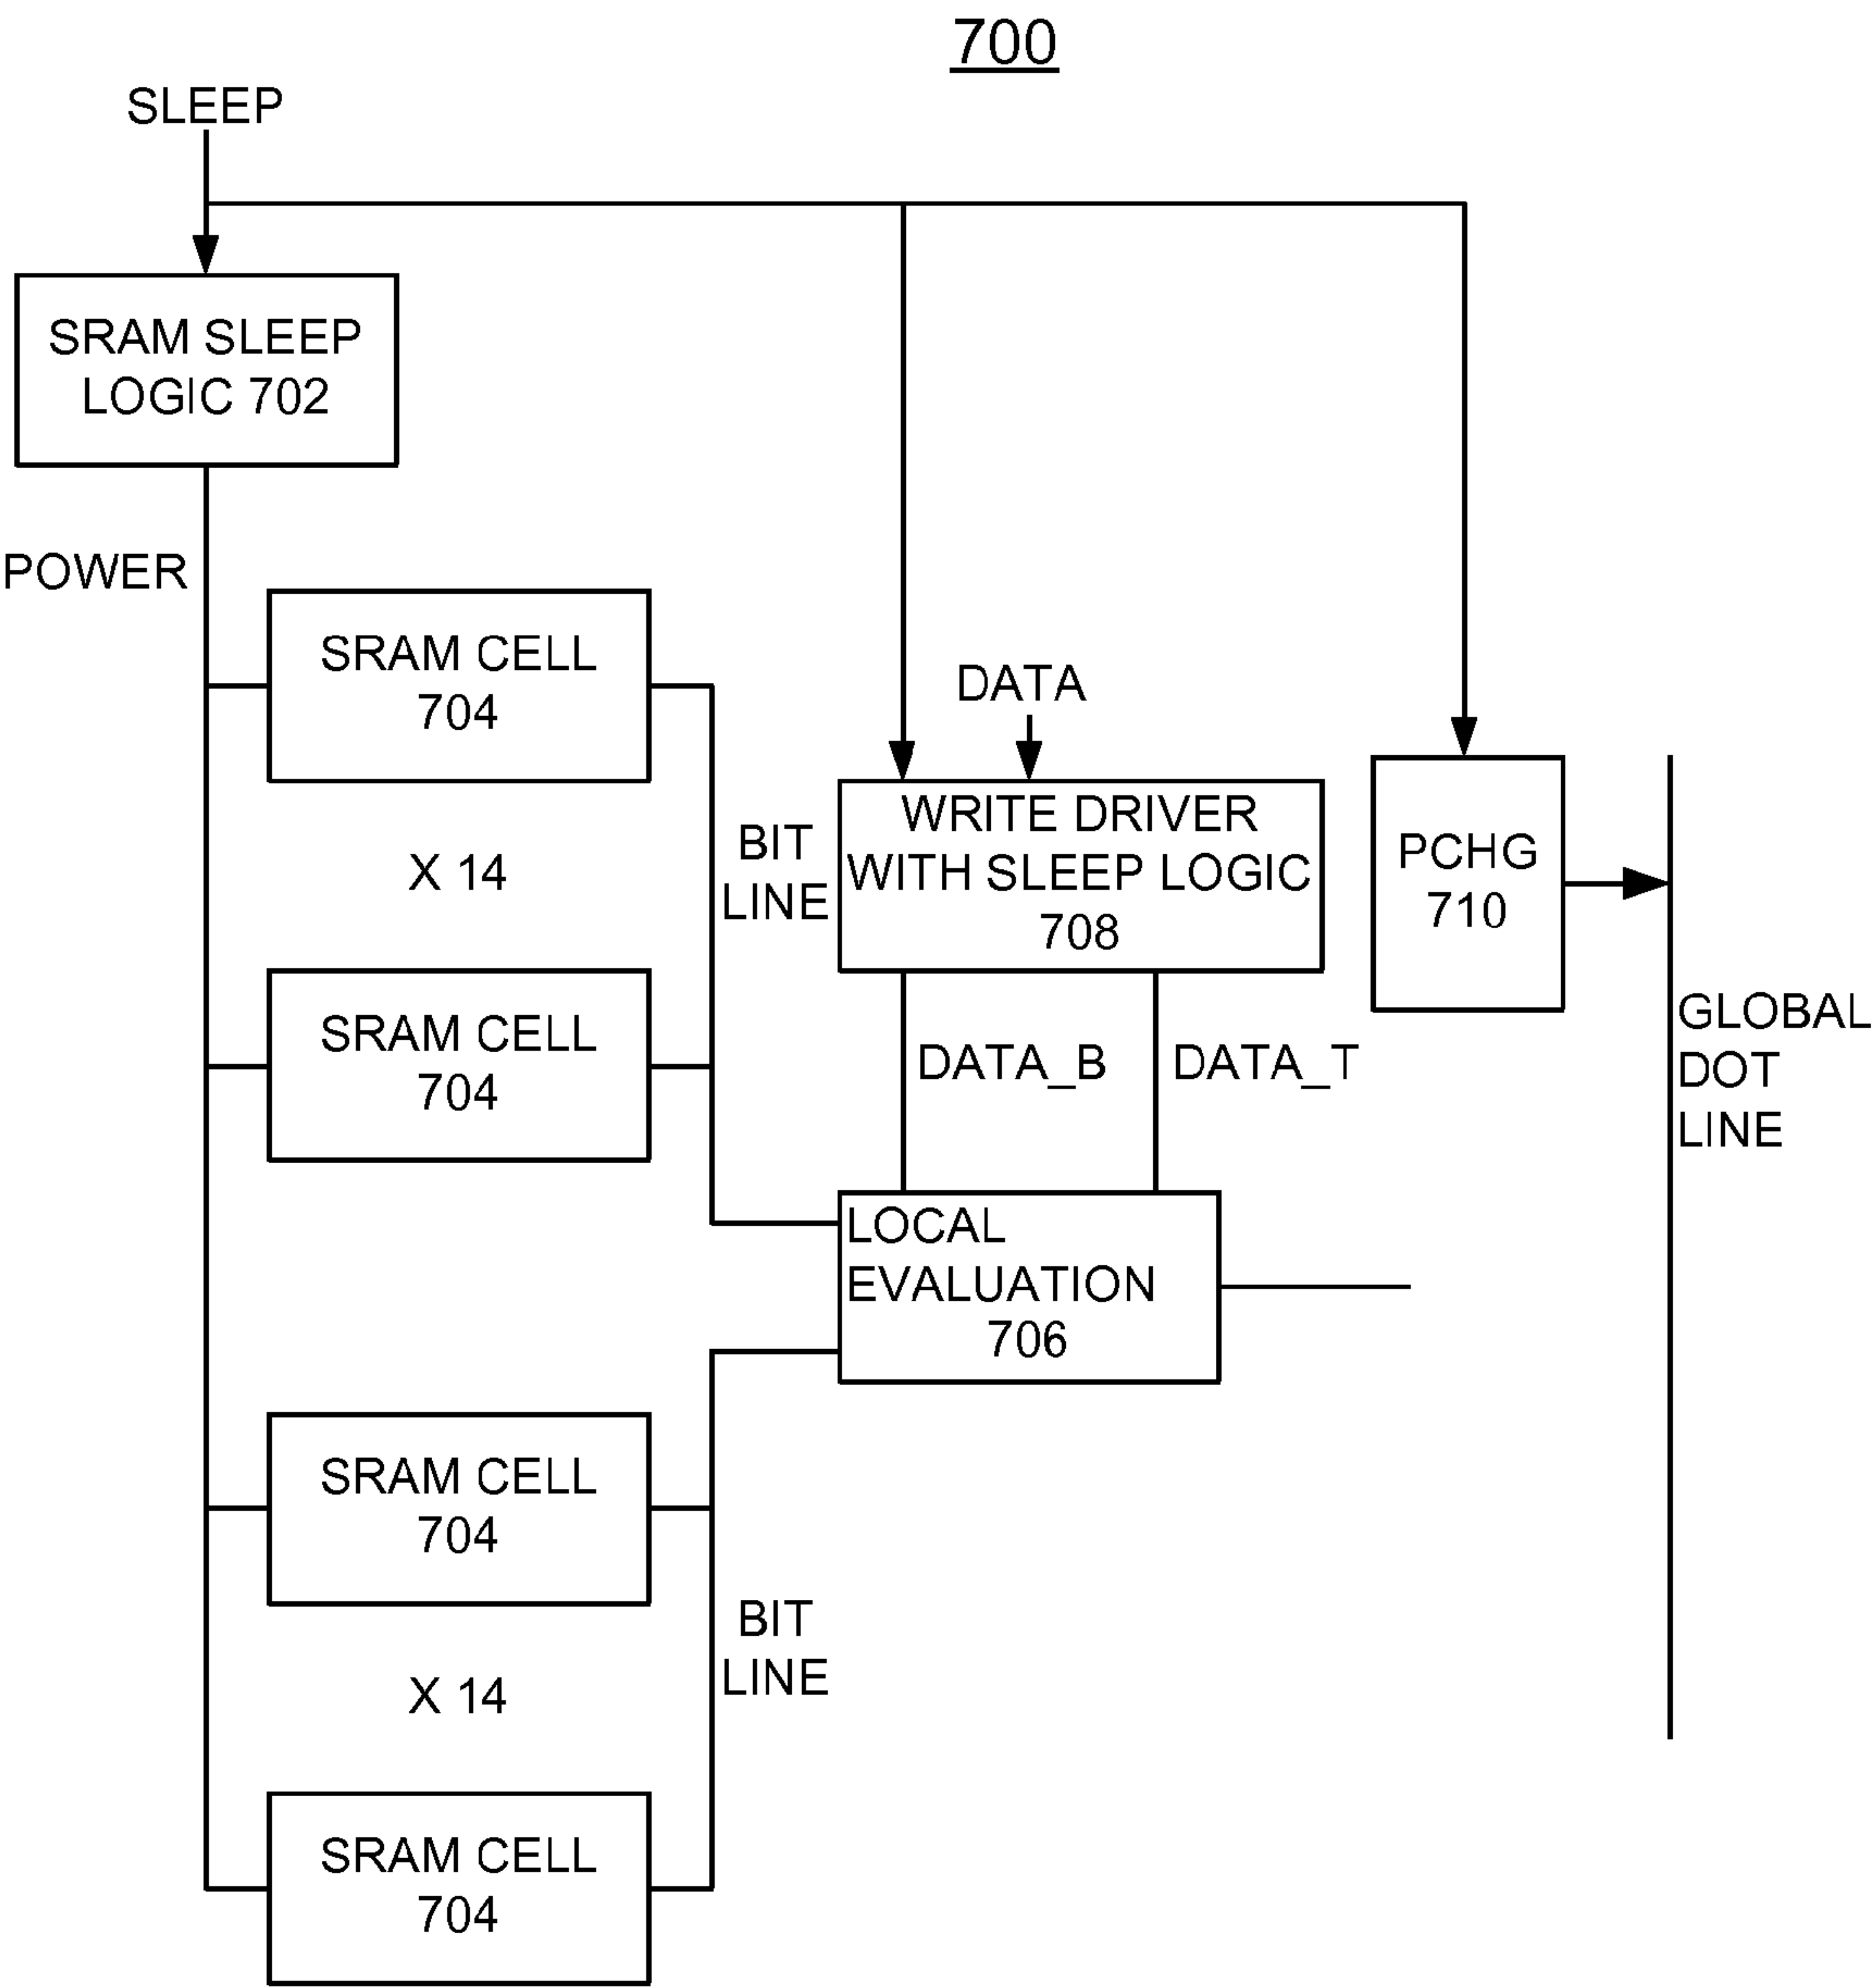 700
SLEEP
SRAM SLEEP
LOGIC 702
POWER
SRAM CELL
704
X 14
SRAM CELL
704
BIT
LINE
DATA
WRITE DRIVER
WITH SLEEP LOGIC
708
PCHG
710
GLOBAL
DOT
LINE
DATA_B
DATA_T
LOCAL
EVALUATION
706
SRAM CELL
704
X 14
BIT
LINE
SRAM CELL
704